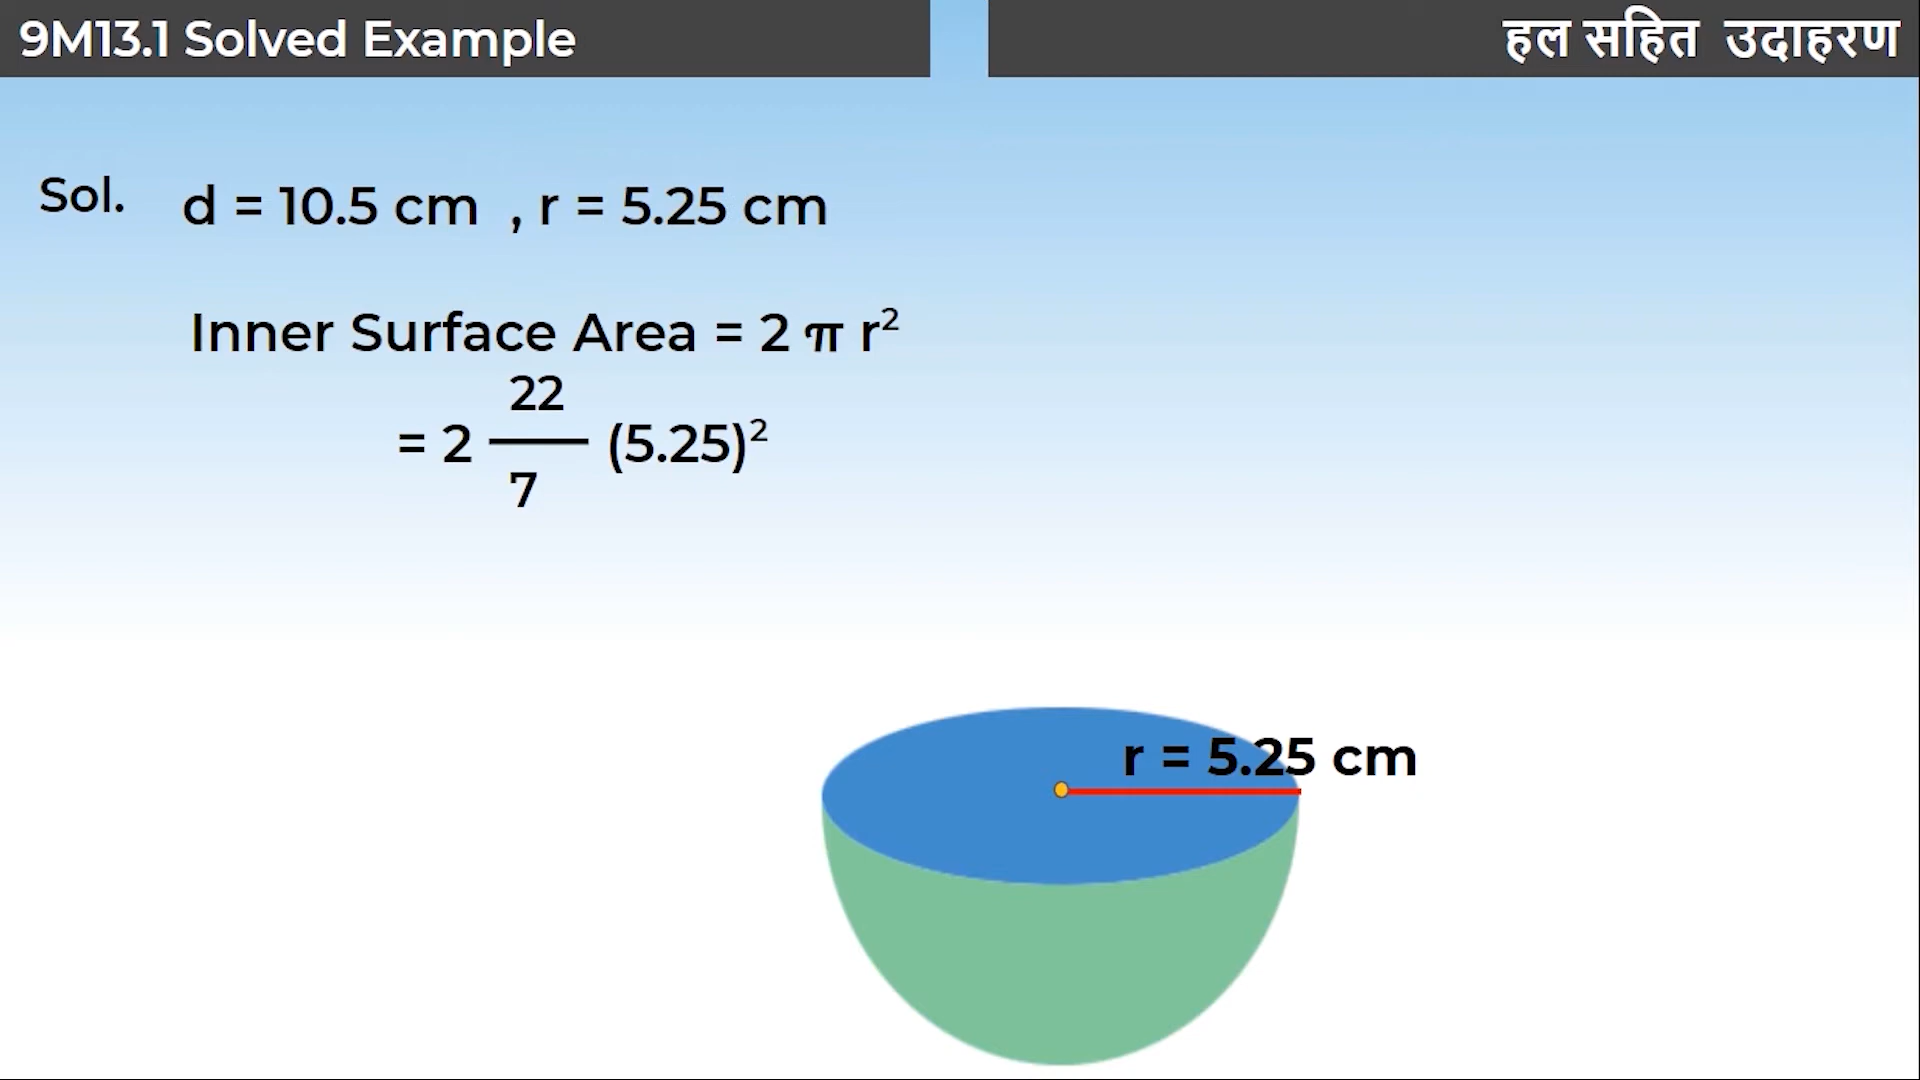 9M13.1 Solved Example
हल सहित उदाहरण
Sol. d = 10.5 cm , r = 5.25 cm
Inner Surface Area = 2 π r²
= 2 22/7 (5.25)²
r = 5.25 cm